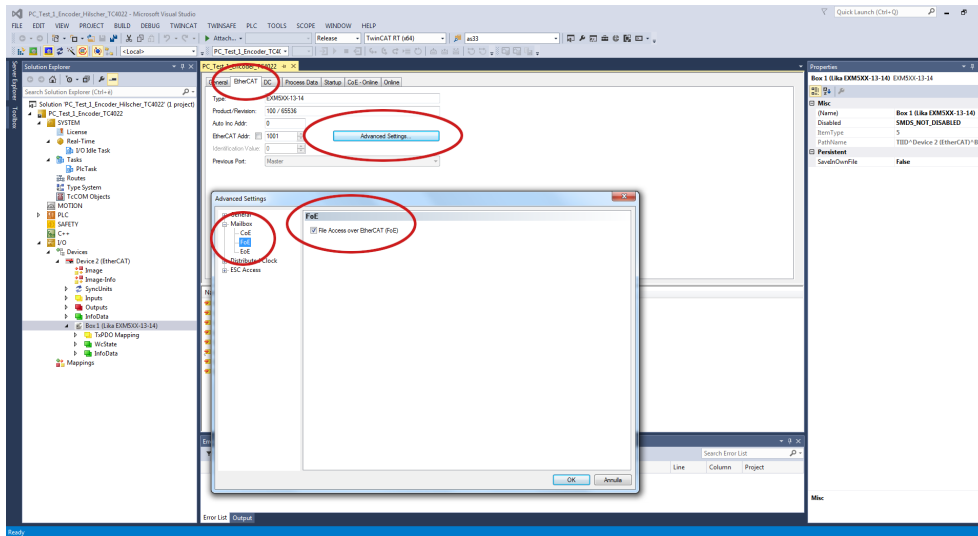 PC_Test_1_Encoder_Hilscher_TC4022 - Microsoft Visual Studio
Quick Launch (Ctrl+Q)
FILE EDIT VIEW PROJECT BUILD DEBUG TWINCAT TWINSAFE PLC TOOLS SCOPE WINDOW HELP
Attach...
Release
TwinCAT RT (x64)
as33
<Local>
PC_Test_1_Encoder_TC4(
Server Explorer
Toolbox
Solution Explorer
Search Solution Explorer (Ctrl+è)
Solution 'PC_Test_1_Encoder_Hilscher_TC4022' (1 project)
PC_Test_1_Encoder_TC4022
SYSTEM
License
Real-Time
I/O Idle Task
Tasks
PlcTask
Routes
Type System
TcCOM Objects
MOTION
PLC
SAFETY
C++
I/O
Devices
Device 2 (EtherCAT)
Image
Image-Info
SyncUnits
Inputs
Outputs
InfoData
Box 1 (Lika EXM5XX-13-14)
TxPDO Mapping
WcState
InfoData
Mappings
PC_Test_1_Encoder_TC4022
General EtherCAT DC Process Data Startup CoE - Online Online
Type: EXM5XX-13-14
Product/Revision: 100 / 65536
Auto Inc Addr: 0
EtherCAT Addr: 1001
Advanced Settings...
Identification Value: 0
Previous Port: Master
Advanced Settings
General
Mailbox
CoE
FoE
EoE
Distributed Clock
ESC Access
FoE
File Access over EtherCAT (FoE)
OK Annulla
Search Error List
Line Column Project
Error List Output
Properties
Box 1 (Lika EXM5XX-13-14) EXM5XX-13-14
Misc
(Name) Box 1 (Lika EXM5XX-13-14)
Disabled SMDS_NOT_DISABLED
ItemType 5
PathName TIID^Device 2 (EtherCAT)^B
Persistent
SaveInOwnFile False
Misc
Ready